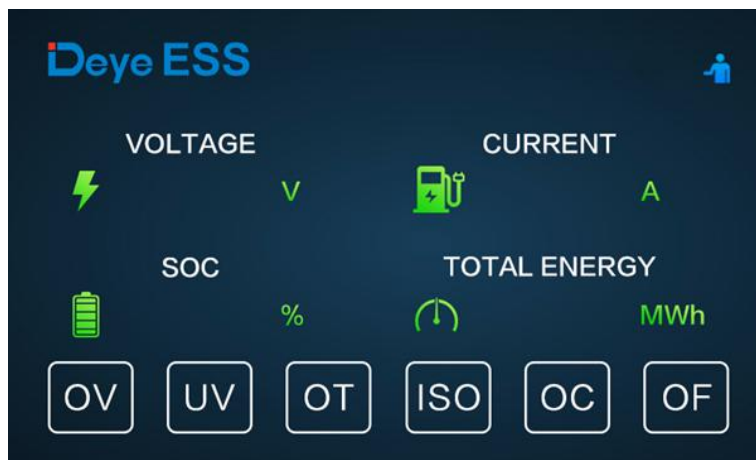 Deye ESS
VOLTAGE CURRENT
V A
SOC TOTAL ENERGY
% MWh
OV UV OT ISO OC OF